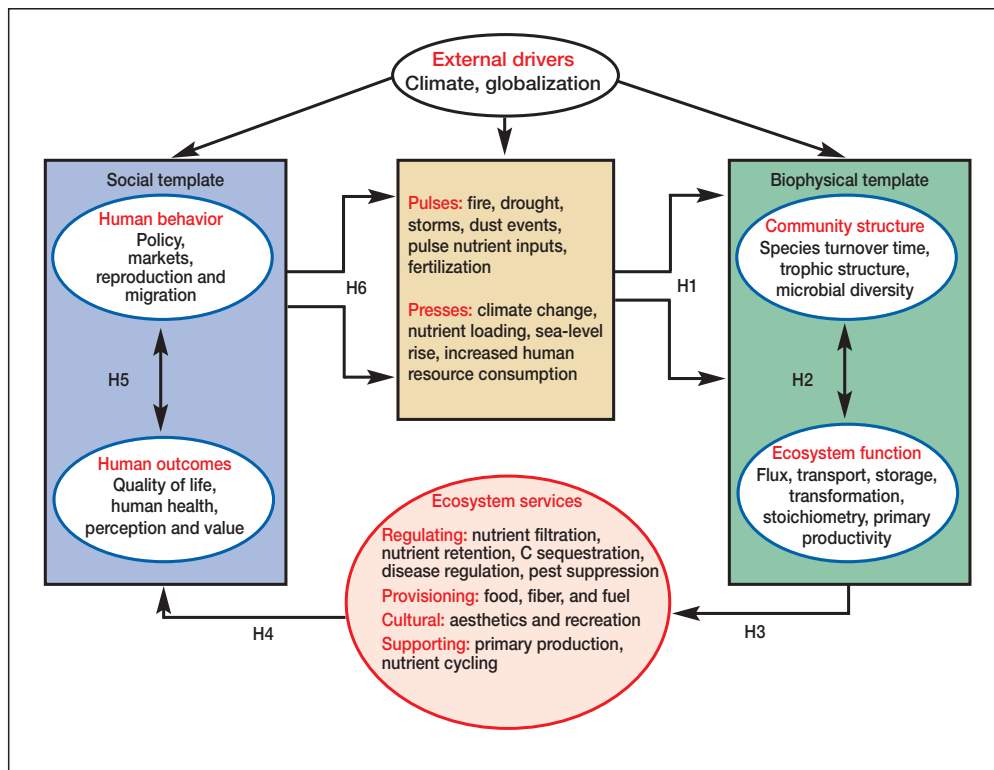 External drivers
Climate, globalization
Social template
Human behavior
Policy,
markets,
reproduction and
migration
H5
Human outcomes
Quality of life,
human health,
perception and value
H6
Pulses: fire, drought,
storms, dust events,
pulse nutrient inputs,
fertilization
Presses: climate change,
nutrient loading, sea-level
rise, increased human
resource consumption
H1
Biophysical template
Community structure
Species turnover time,
trophic structure,
microbial diversity
H2
Ecosystem function
Flux, transport, storage,
transformation,
stoichiometry, primary
productivity
H3
Ecosystem services
Regulating: nutrient filtration,
nutrient retention, C sequestration,
disease regulation, pest suppression
Provisioning: food, fiber, and fuel
Cultural: aesthetics and recreation
Supporting: primary production,
nutrient cycling
H4